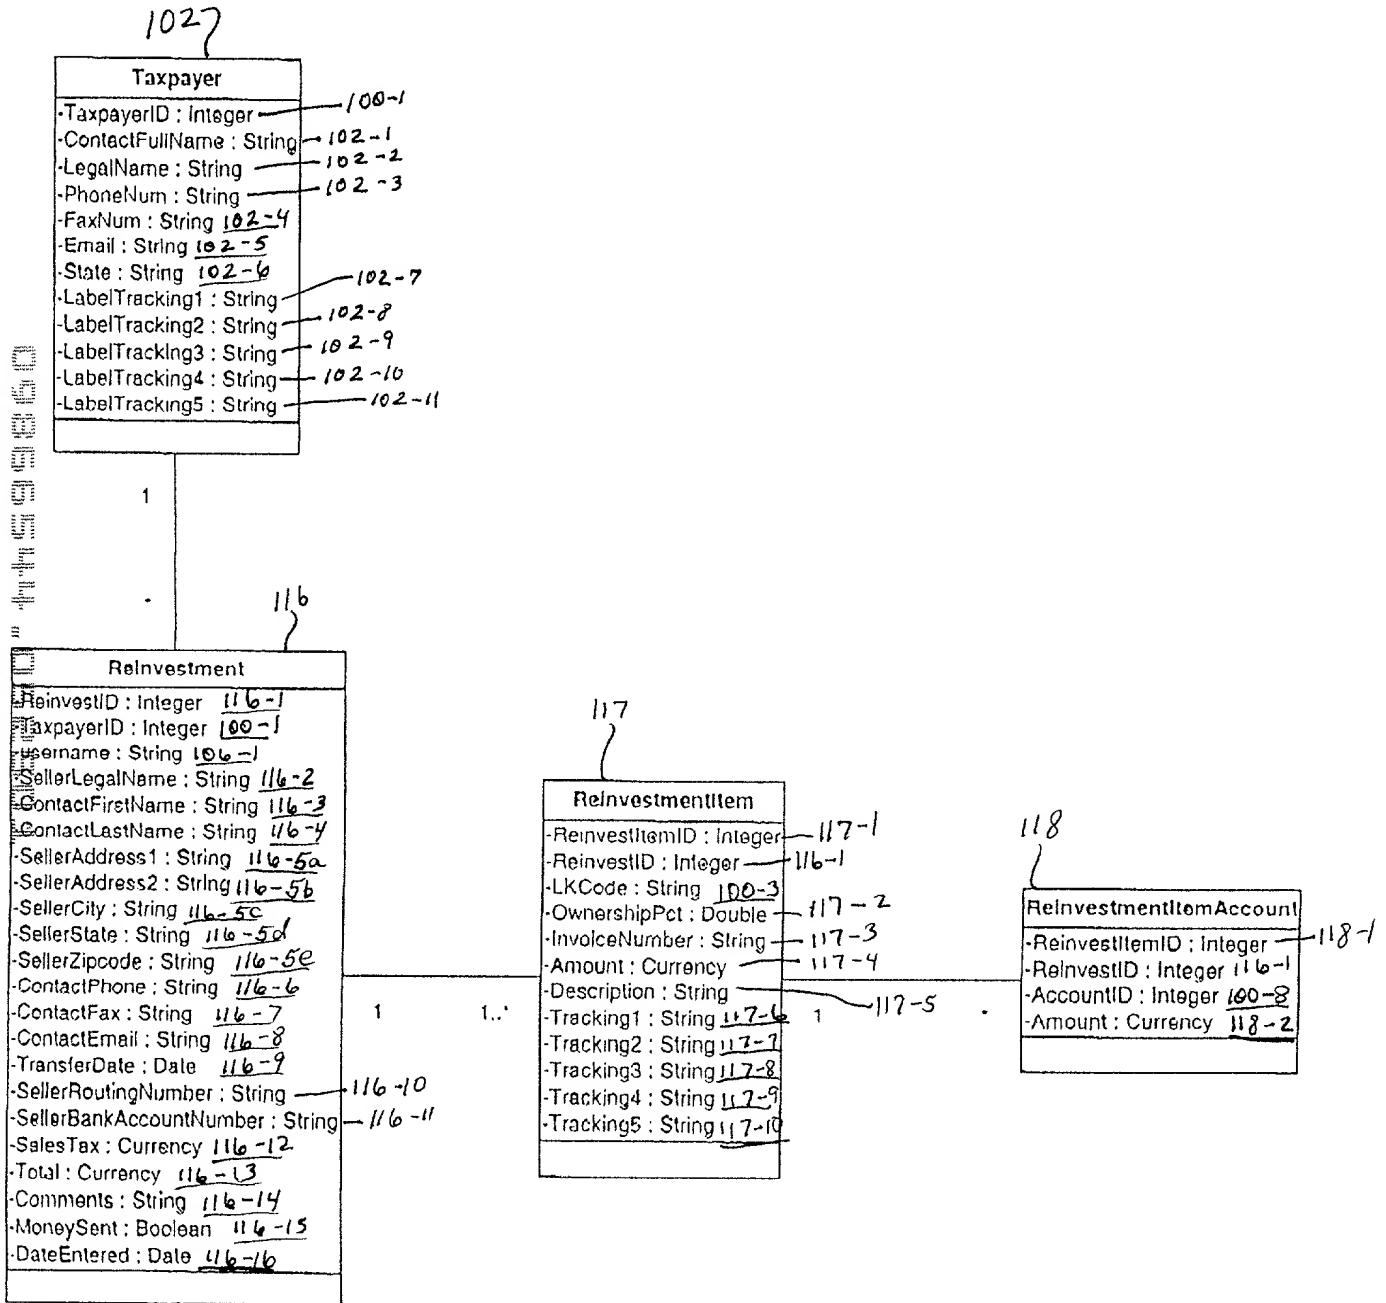 102
Taxpayer
-TaxpayerID : Integer 100-1
-ContactFullName : String 102-1
-LegalName : String 102-2
-PhoneNum : String 102-3
-FaxNum : String 102-4
-Email : String 102-5
-State : String 102-6
-LabelTracking1 : String 102-7
-LabelTracking2 : String 102-8
-LabelTracking3 : String 102-9
-LabelTracking4 : String 102-10
-LabelTracking5 : String 102-11
1
116
ReInvestment
-ReinvestID : Integer 116-1
-TaxpayerID : Integer 100-1
-username : String 106-1
-SellerLegalName : String 116-2
-ContactFirstName : String 116-3
-ContactLastName : String 116-4
-SellerAddress1 : String 116-5a
-SellerAddress2 : String 116-5b
-SellerCity : String 116-5c
-SellerState : String 116-5d
-SellerZipcode : String 116-5e
-ContactPhone : String 116-6
-ContactFax : String 116-7
-ContactEmail : String 116-8
-TransferDate : Date 116-9
-SellerRoutingNumber : String 116-10
-SellerBankAccountNumber : String 116-11
-SalesTax : Currency 116-12
-Total : Currency 116-13
-Comments : String 116-14
-MoneySent : Boolean 116-15
-DateEntered : Date 116-16
1 1..*
117
ReInvestmentItem
-ReinvestItemID : Integer 117-1
-ReinvestID : Integer 116-1
-LKCode : String 100-3
-OwnershipPct : Double 117-2
-InvoiceNumber : String 117-3
-Amount : Currency 117-4
-Description : String 117-5
-Tracking1 : String 117-6
-Tracking2 : String 117-7
-Tracking3 : String 117-8
-Tracking4 : String 117-9
-Tracking5 : String 117-10
1
118
ReInvestmentItemAccount
-ReinvestItemID : Integer 118-1
-ReInvestID : Integer 116-1
-AccountID : Integer 100-8
-Amount : Currency 118-2